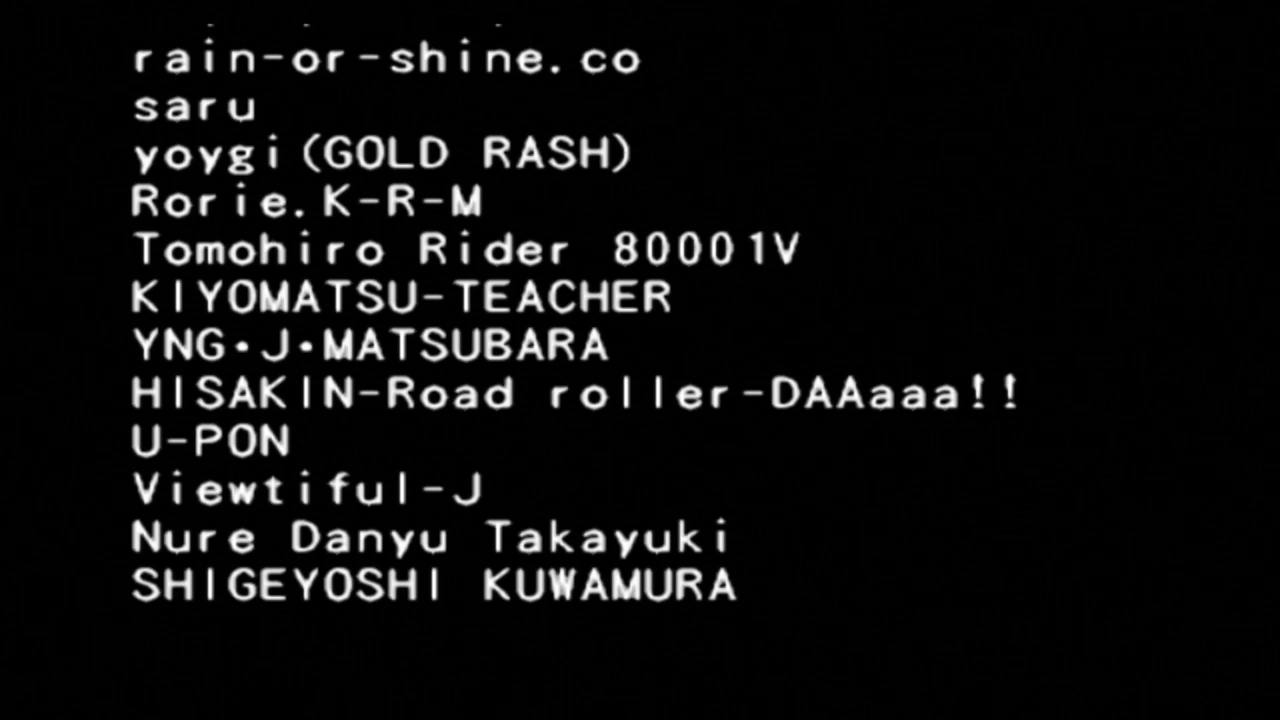 rain-or-shine.co
saru
yoygi(GOLD RASH)
Rorie.K-R-M
Tomohiro Rider 80001V
KIYOMATSU-TEACHER
YNG・J・MATSUBARA
HISAKIN-Road roller-DAAaaa!!
U-PON
Viewtiful-J
Nure Danyu Takayuki
SHIGEYOSHI KUWAMURA